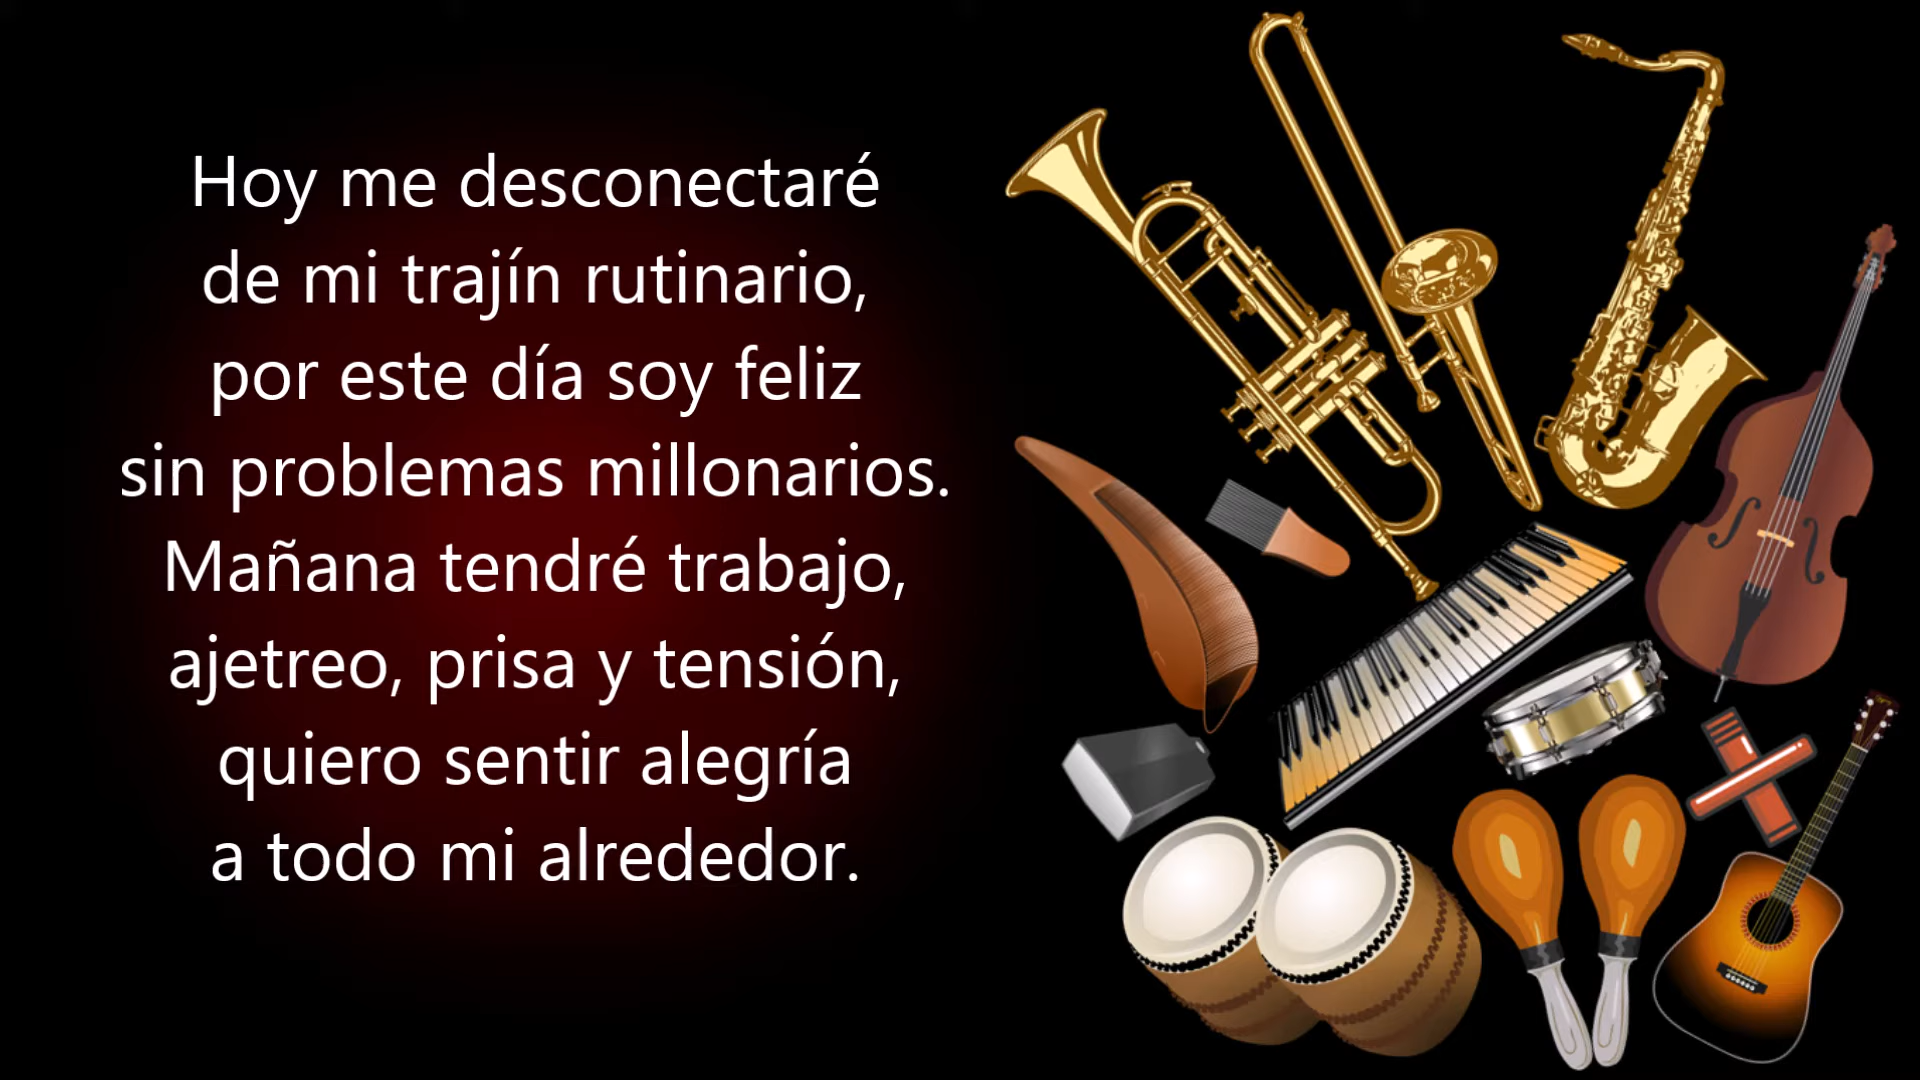 Hoy me desconectaré
de mi trajín rutinario,
por este día soy feliz
sin problemas millonarios.
Mañana tendré trabajo,
ajetreo, prisa y tensión,
quiero sentir alegría
a todo mi alrededor.